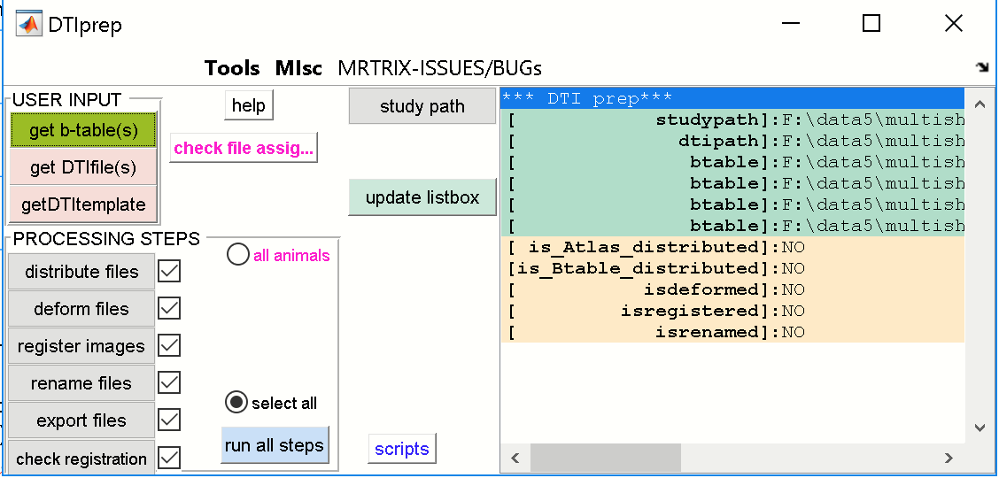 DTIprep
Tools MIsc MRTRIX-ISSUES/BUGs
USER INPUT
get b-table(s)
get DTIfile(s)
getDTItemplate
help
check file assig...
study path
update listbox
PROCESSING STEPS
distribute files
deform files
register images
rename files
export files
check registration
all animals
select all
run all steps
scripts
*** DTI prep***
[ studypath]:F:\data5\multish
[ dtipath]:F:\data5\multish
[ btable]:F:\data5\multish
[ btable]:F:\data5\multish
[ btable]:F:\data5\multish
[ btable]:F:\data5\multish
[ is_Atlas_distributed]:NO
[is_Btable_distributed]:NO
[ isdeformed]:NO
[ isregistered]:NO
[ isrenamed]:NO